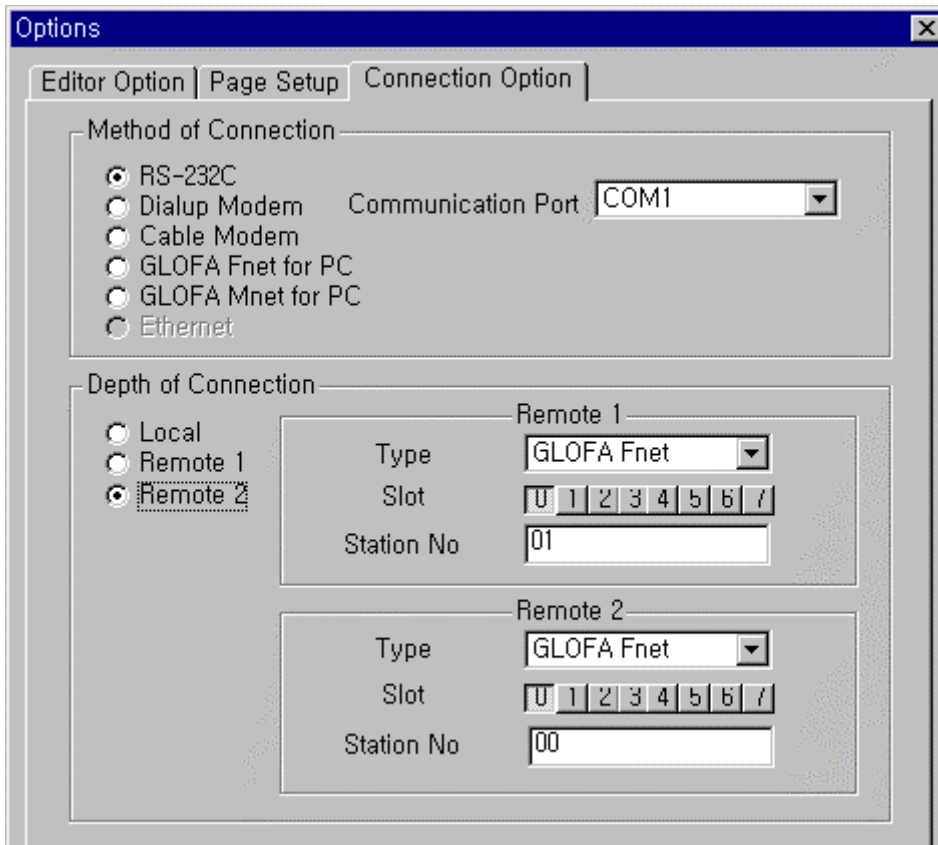 Options
Editor Option Page Setup Connection Option
Method of Connection
RS-232C
Dialup Modem Communication Port COM1
Cable Modem
GLOFA Fnet for PC
GLOFA Mnet for PC
Ethernet
Depth of Connection
Local
Remote 1
Remote 2
Remote 1
Type GLOFA Fnet
Slot 0 1 2 3 4 5 6 7
Station No 01
Remote 2
Type GLOFA Fnet
Slot 0 1 2 3 4 5 6 7
Station No 00